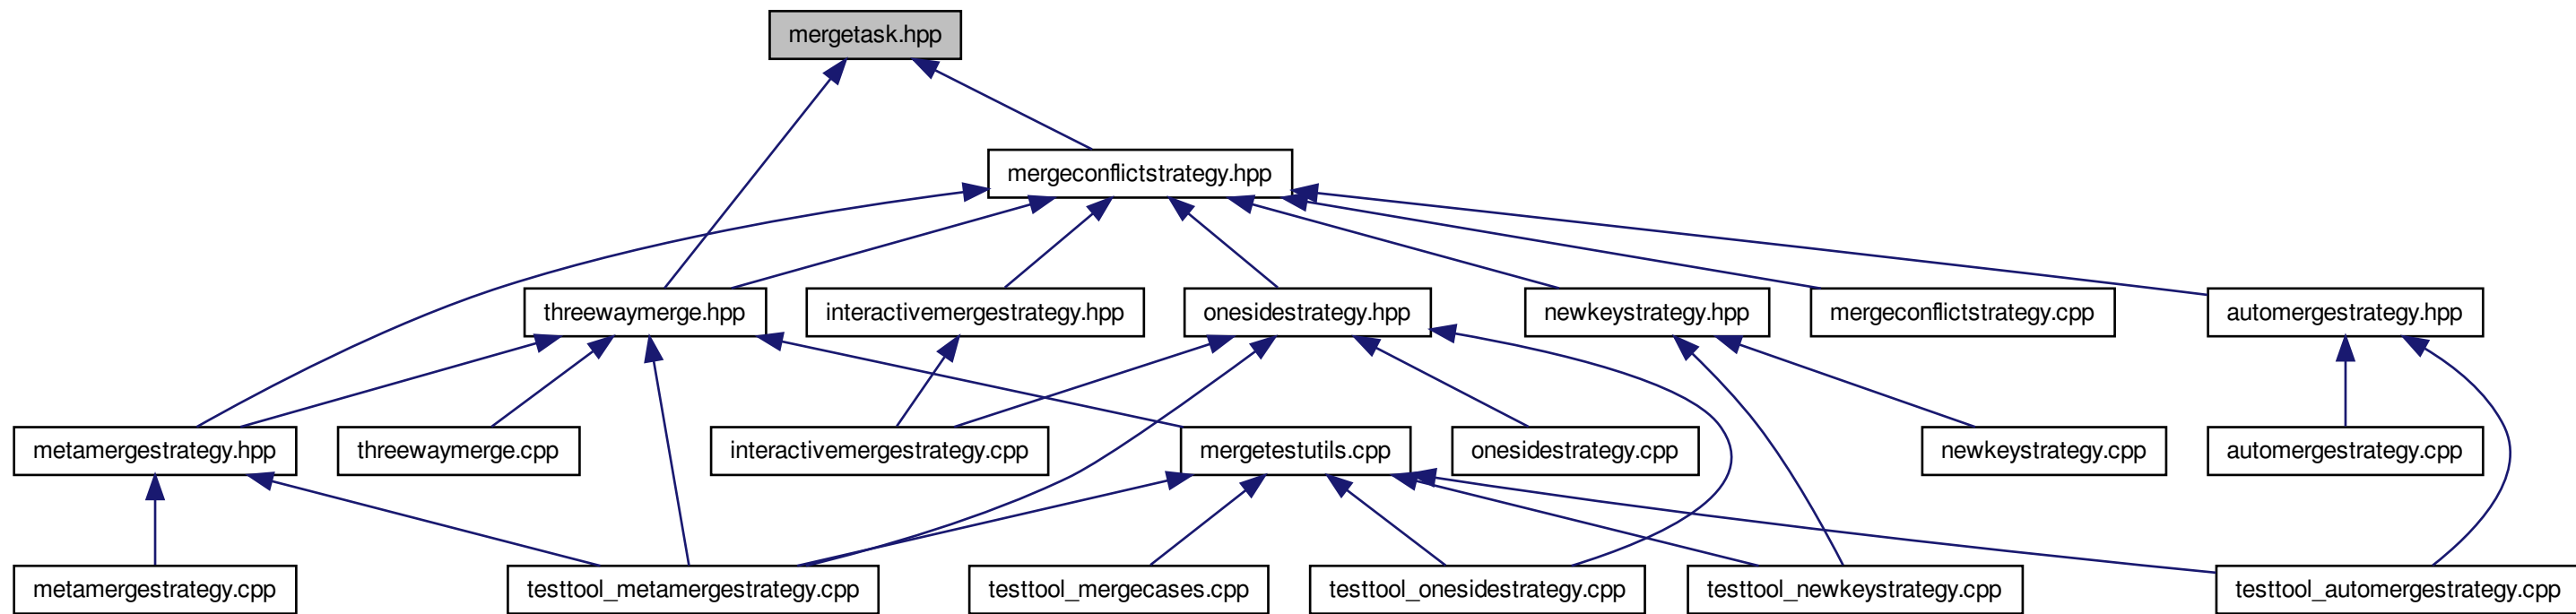 mergetask.hpp
mergeconflictstrategy.hpp
threewaymerge.hpp
interactivemergestrategy.hpp
onesidestrategy.hpp
newkeystrategy.hpp
mergeconflictstrategy.cpp
automergestrategy.hpp
metamergestrategy.hpp
threewaymerge.cpp
interactivemergestrategy.cpp
mergetestutils.cpp
onesidestrategy.cpp
newkeystrategy.cpp
automergestrategy.cpp
metamergestrategy.cpp
testtool_metamergestrategy.cpp
testtool_mergecases.cpp
testtool_onesidestrategy.cpp
testtool_newkeystrategy.cpp
testtool_automergestrategy.cpp